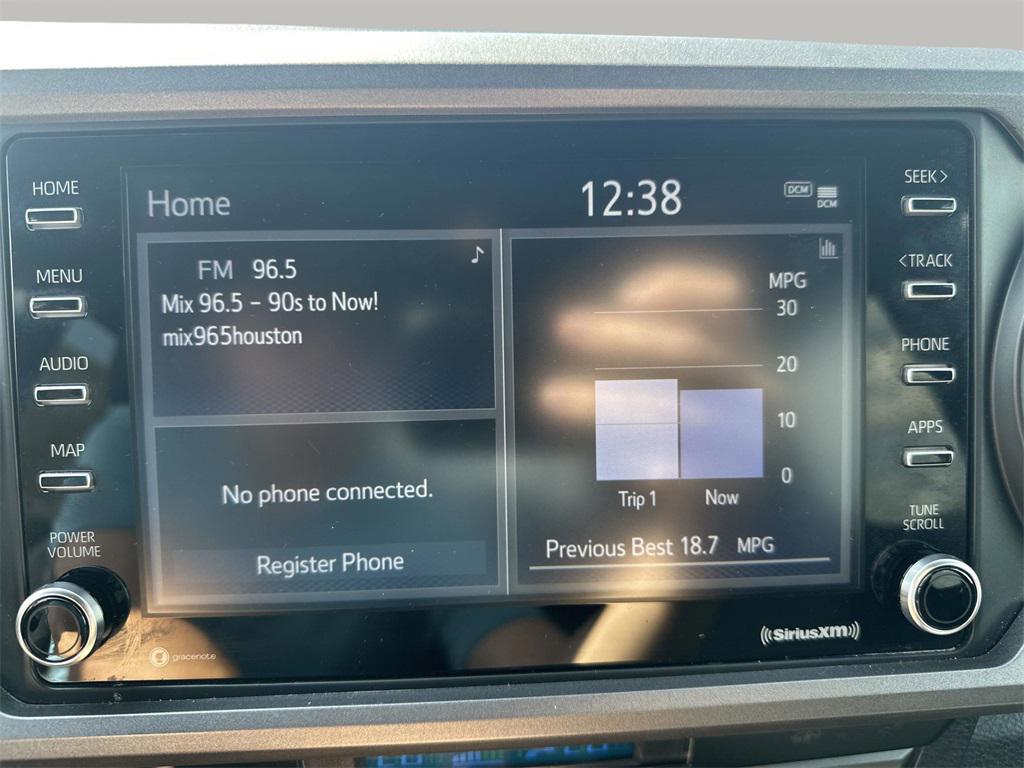 HOME
MENU
AUDIO
MAP
POWER
VOLUME
Home
12:38
DCM
DCM
FM 96.5
Mix 96.5 - 90s to Now!
mix965houston
No phone connected.
Register Phone
MPG
30
20
10
0
Trip 1 Now
Previous Best 18.7 MPG
SEEK >
< TRACK
PHONE
APPS
TUNE
SCROLL
gracenote
((SiriusXM))